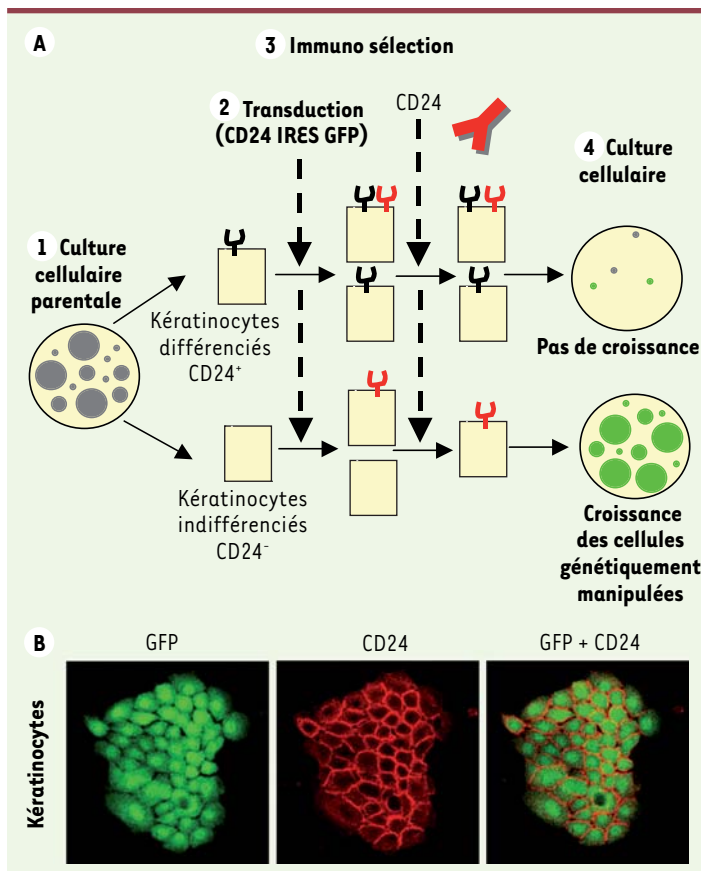 A
3 Immuno sélection
2 Transduction
(CD24 IRES GFP)
CD24
4 Culture
cellulaire
1 Culture
cellulaire
parentale
Kératinocytes
différenciés
CD24⁺
Pas de croissance
Kératinocytes
indifférenciés
CD24⁻
Croissance
des cellules
génétiquement
manipulées
B
GFP
CD24
GFP + CD24
Kératinocytes